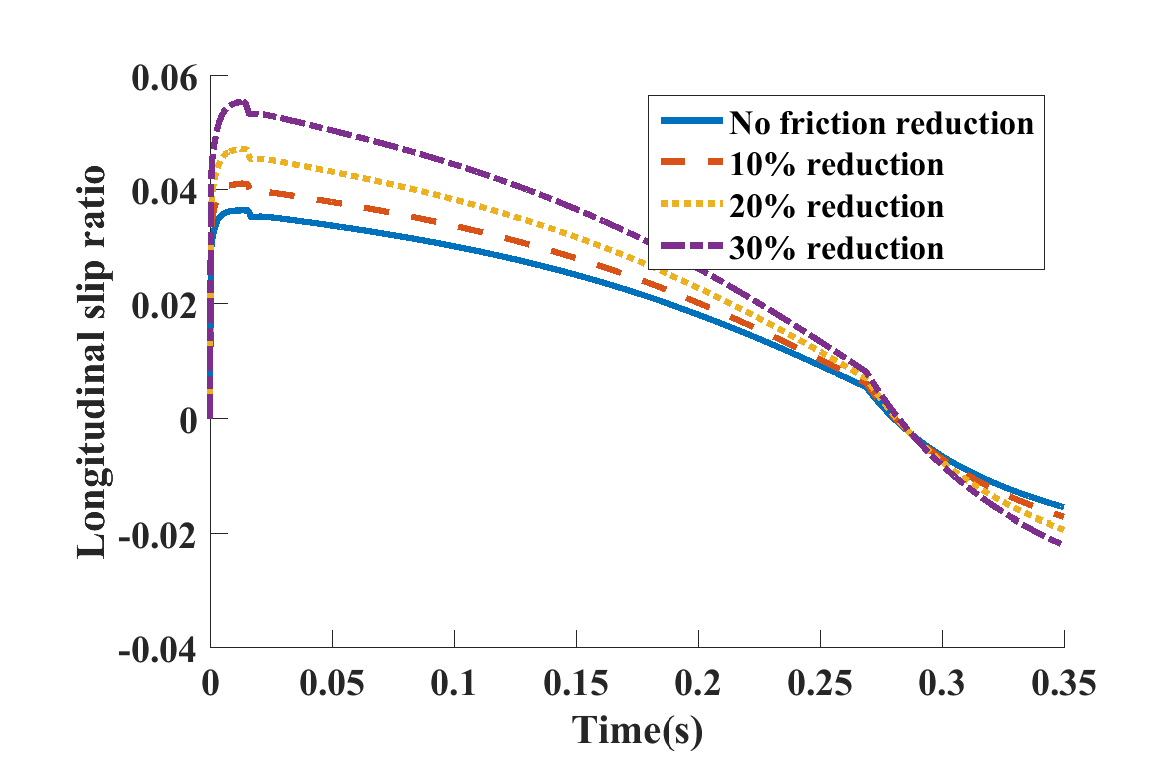 0.06
0.04
0.02
0
-0.02
-0.04
Longitudinal slip ratio
No friction reduction
10% reduction
20% reduction
30% reduction
0 0.05 0.1 0.15 0.2 0.25 0.3 0.35
Time(s)